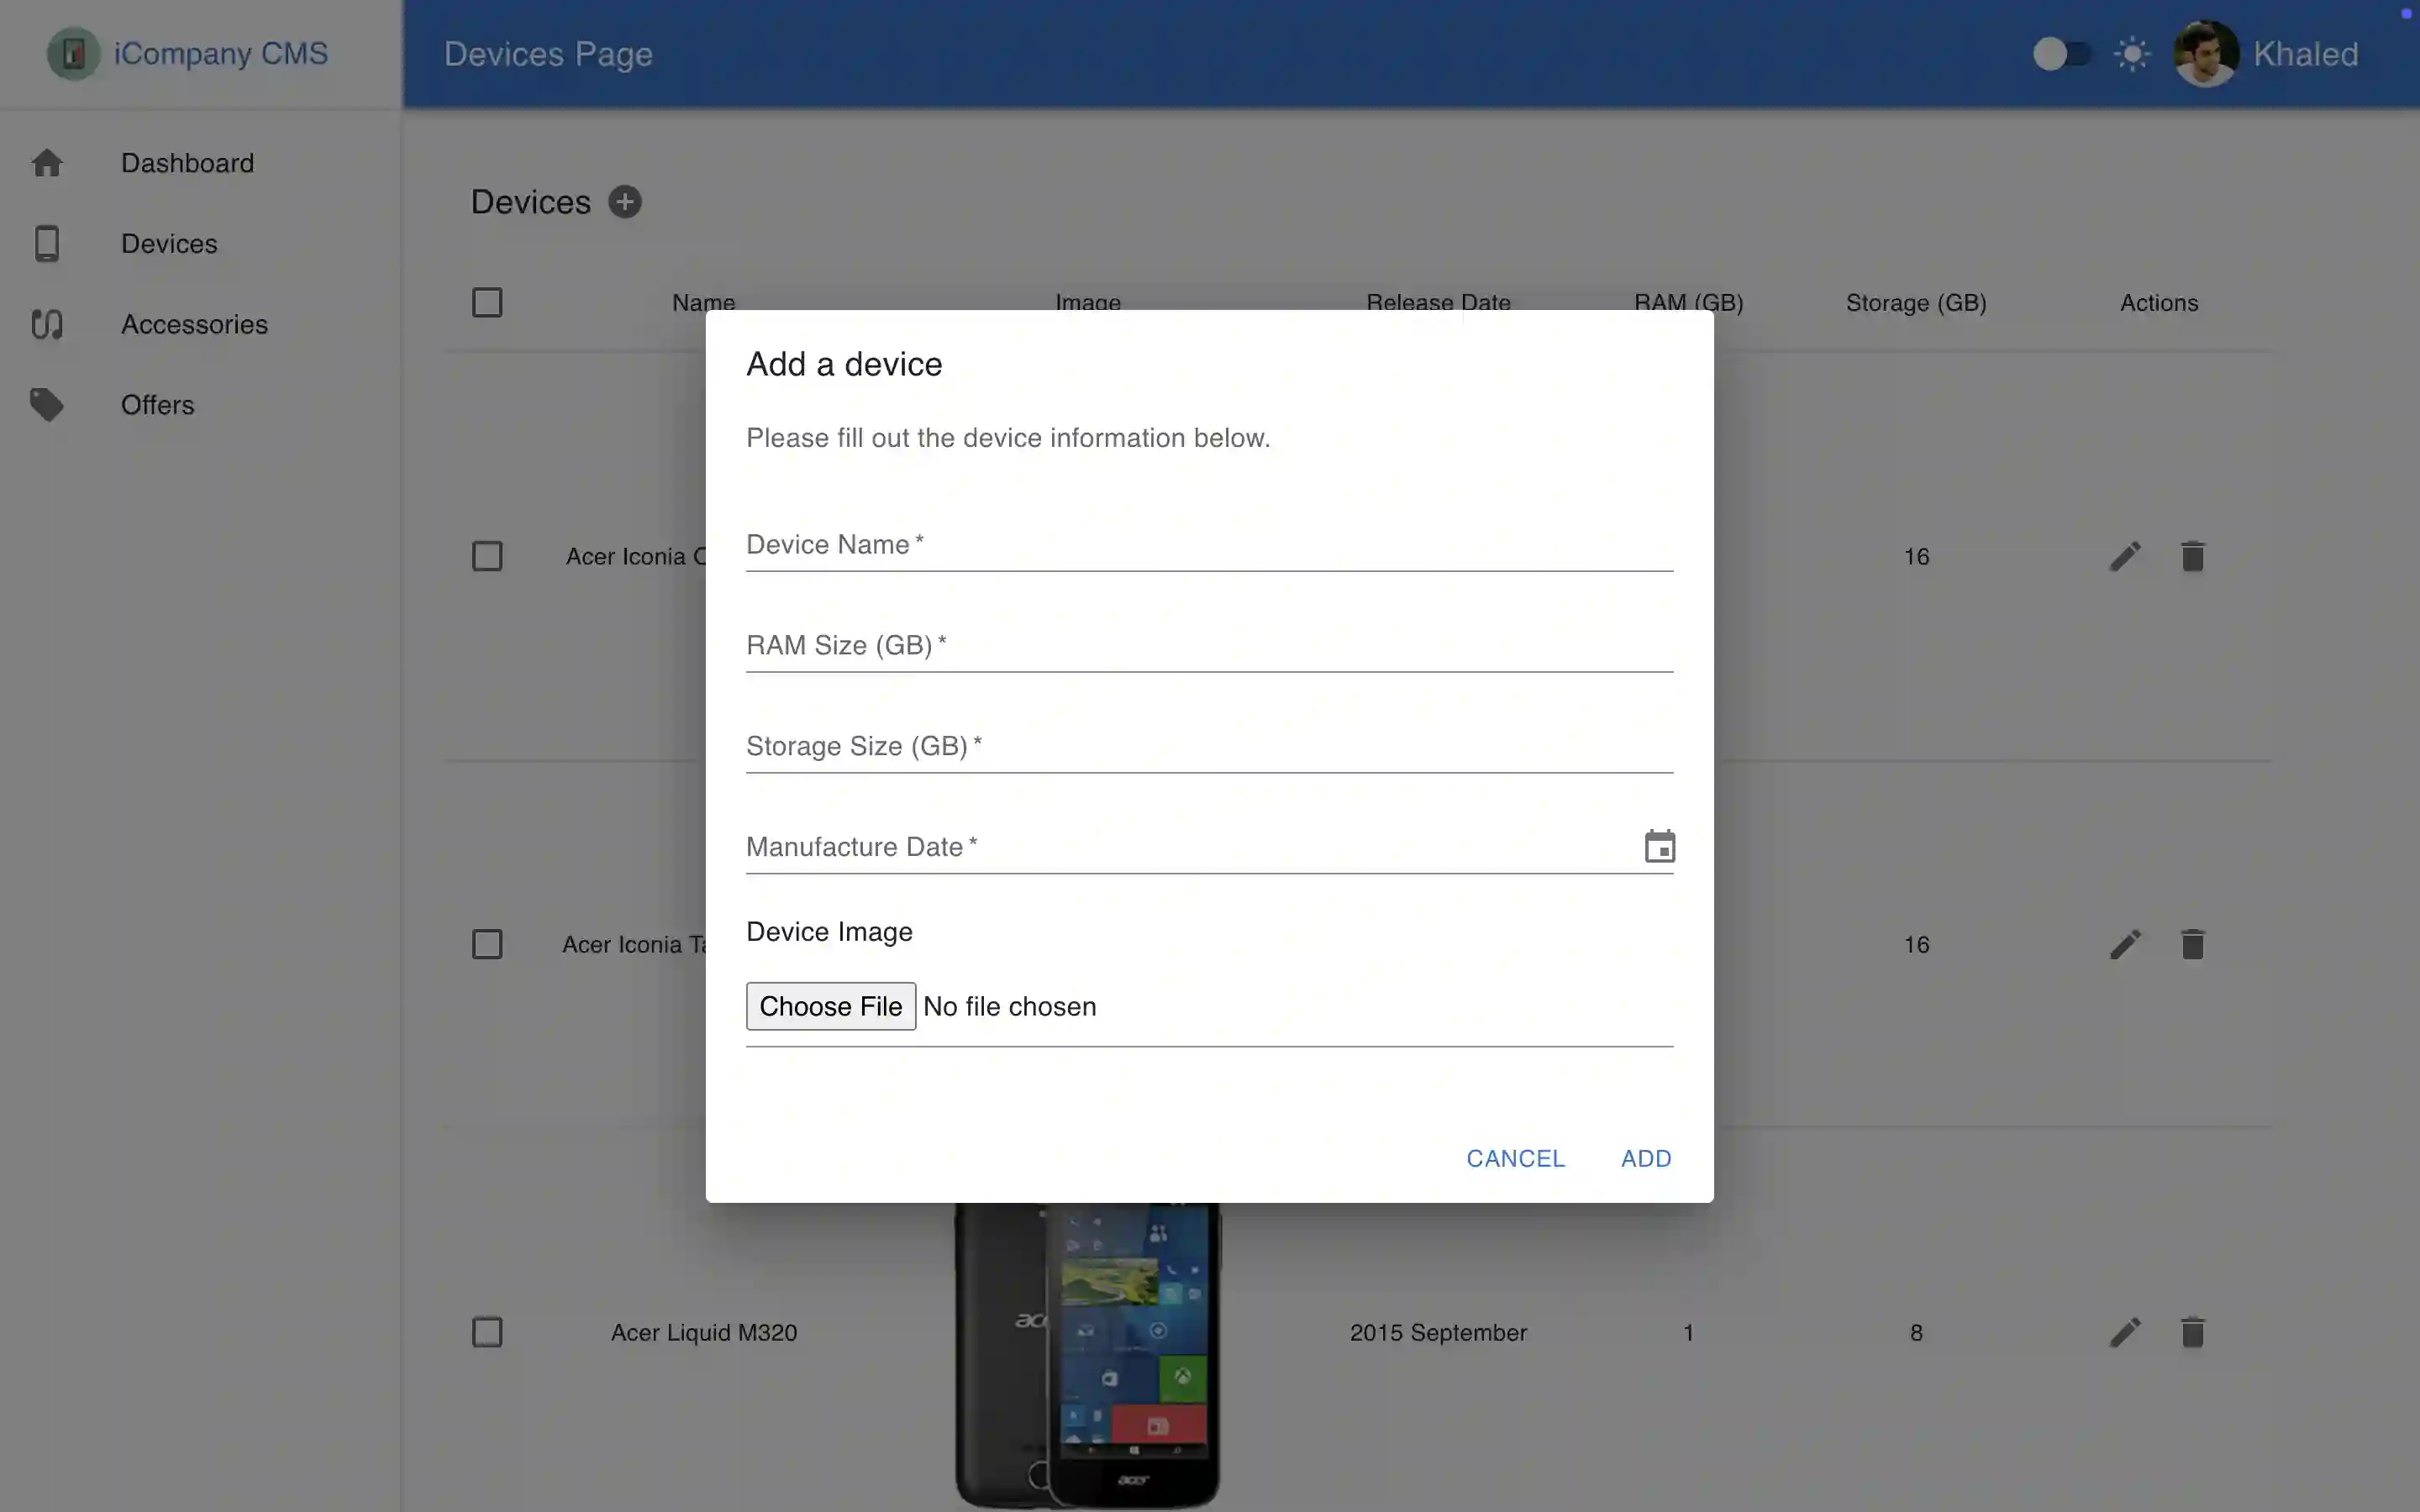 iCompany CMS
Devices Page
Khaled
Dashboard
Devices
Accessories
Offers
Devices
Name Image Release Date RAM (GB) Storage (GB) Actions
Add a device
Please fill out the device information below.
Device Name *
RAM Size (GB) *
Storage Size (GB) *
Manufacture Date *
Device Image
Choose File No file chosen
CANCEL ADD
Acer Iconia
16
Acer Iconia
16
Acer Liquid M320
2015 September
1
8
acer